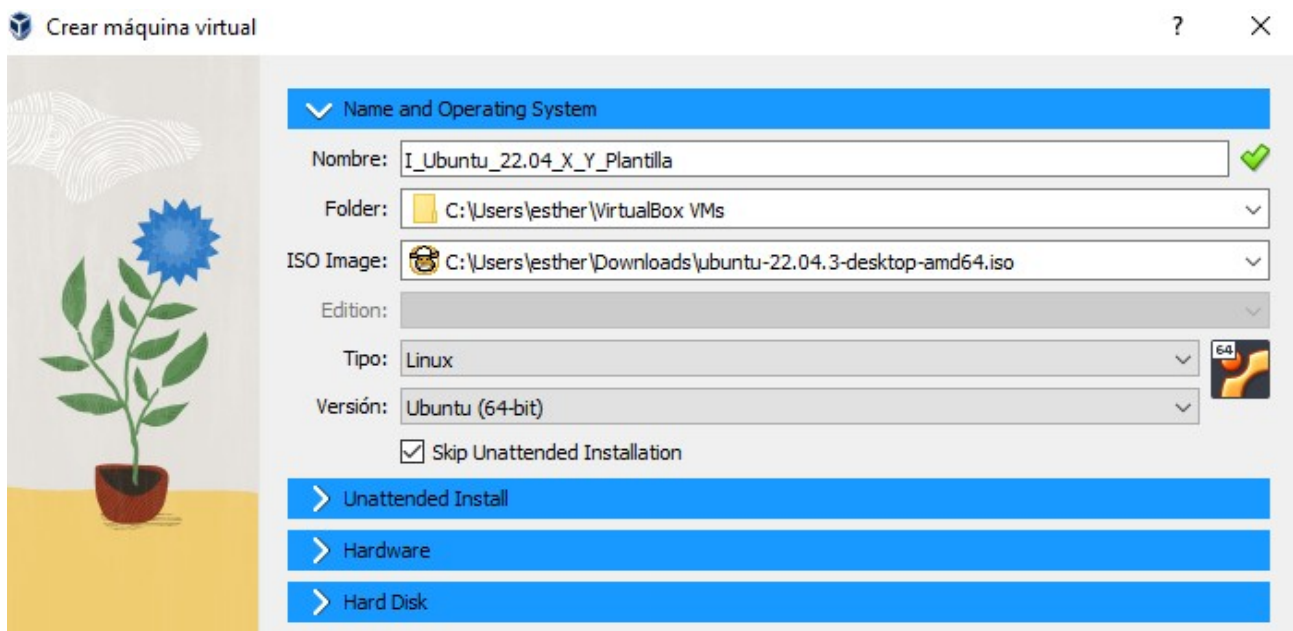 Crear máquina virtual
?
Name and Operating System
Nombre: I_Ubuntu_22.04_X_Y_Plantilla
Folder: C:\Users\esther\VirtualBox VMs
ISO Image: C:\Users\esther\Downloads\ubuntu-22.04.3-desktop-amd64.iso
Edition:
Tipo: Linux
64
Versión: Ubuntu (64-bit)
Skip Unattended Installation
Unattended Install
Hardware
Hard Disk